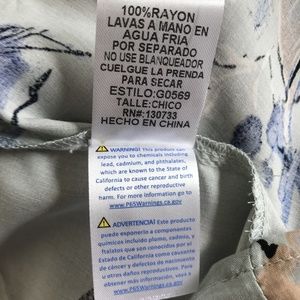 100%RAYON
LAVAS A MANO EN
AGUA FRIA
POR SEPARADO
NO USE BLANQUEADOR
CUELGUE LA PRENDA
PARA SECAR
ESTILO:G0569
TALLE:CHICO
RN#:130733
HECHO EN CHINA
WARNING! This product can
expose you to chemicals including
lead, cadmium, and phthalates,
which are known to the State of
California to cause cancer and birth
defects or other reproductive
harm. For more information go to
www.P65Warnings.ca.gov
ADVERTENCIA! Este producto
puede exponerla a componentes
químicos incluido plomo, cadmio, y
ftalatos que son conocidos por el
Estado de California como causante
de cáncer y defectos de nacimiento
u otros daños reproductivos. Para
obtener más información, vaya a
www.P65Warnings.ca.gov